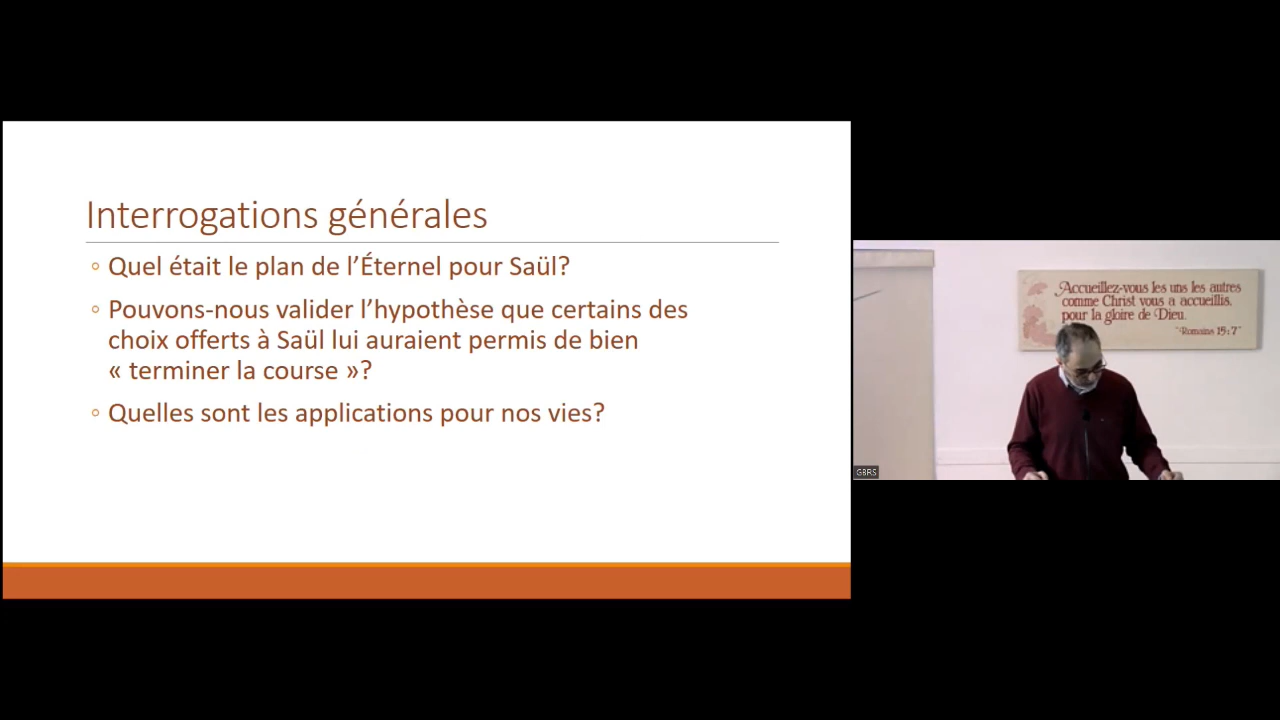 Interrogations générales
◦ Quel était le plan de l’Éternel pour Saül?
◦ Pouvons-nous valider l’hypothèse que certains des
choix offerts à Saül lui auraient permis de bien
« terminer la course »?
◦ Quelles sont les applications pour nos vies?
Accueillez-vous les uns les autres
comme Christ vous a accueillis,
pour la gloire de Dieu.
"Romains 15:7"
GBRS